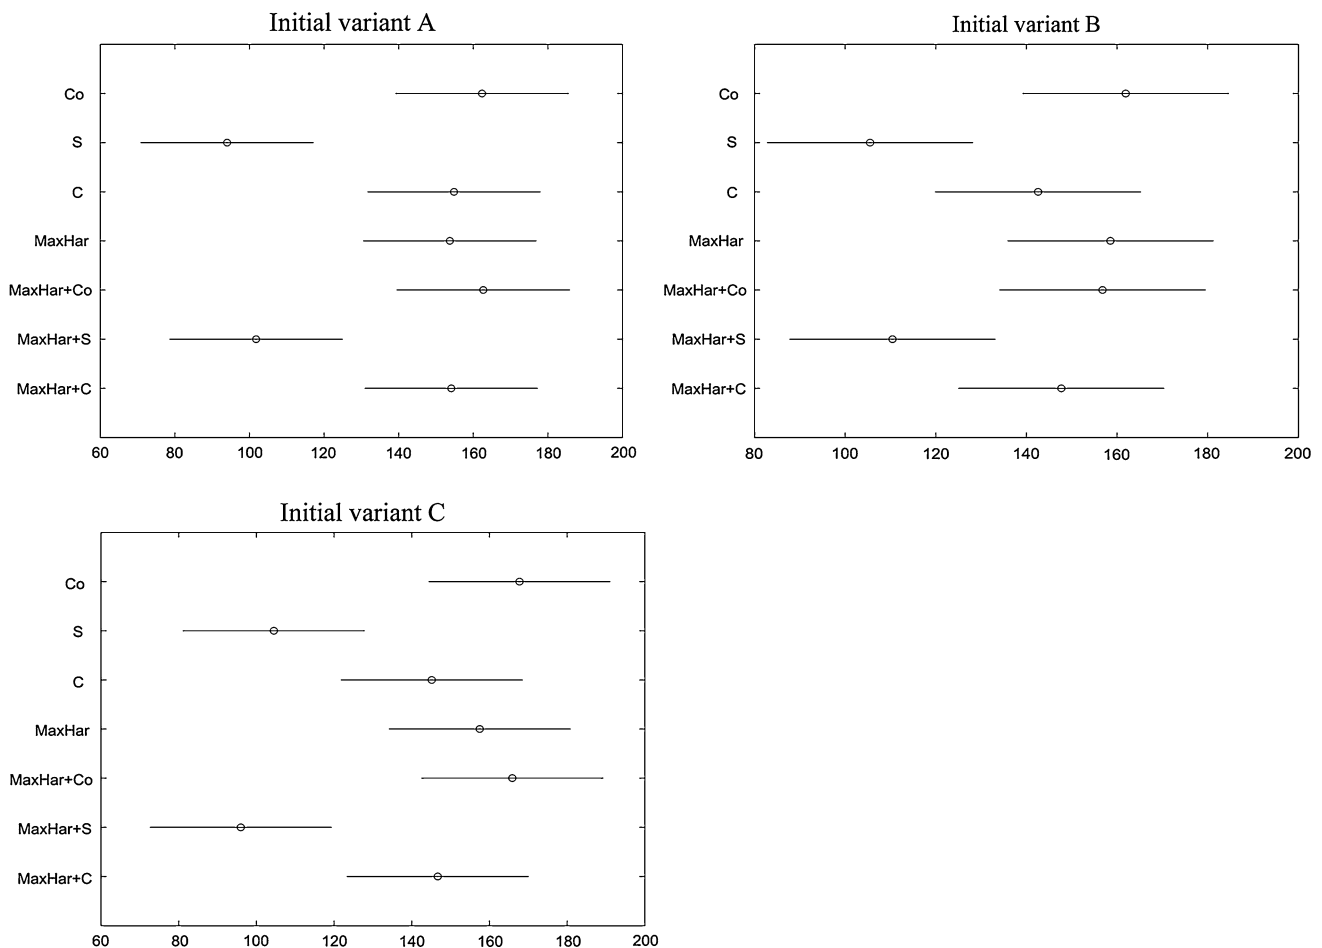 Initial variant A
Co
S
C
MaxHar
MaxHar+Co
MaxHar+S
MaxHar+C
60 80 100 120 140 160 180 200
Initial variant B
Co
S
C
MaxHar
MaxHar+Co
MaxHar+S
MaxHar+C
80 100 120 140 160 180 200
Initial variant C
Co
S
C
MaxHar
MaxHar+Co
MaxHar+S
MaxHar+C
60 80 100 120 140 160 180 200